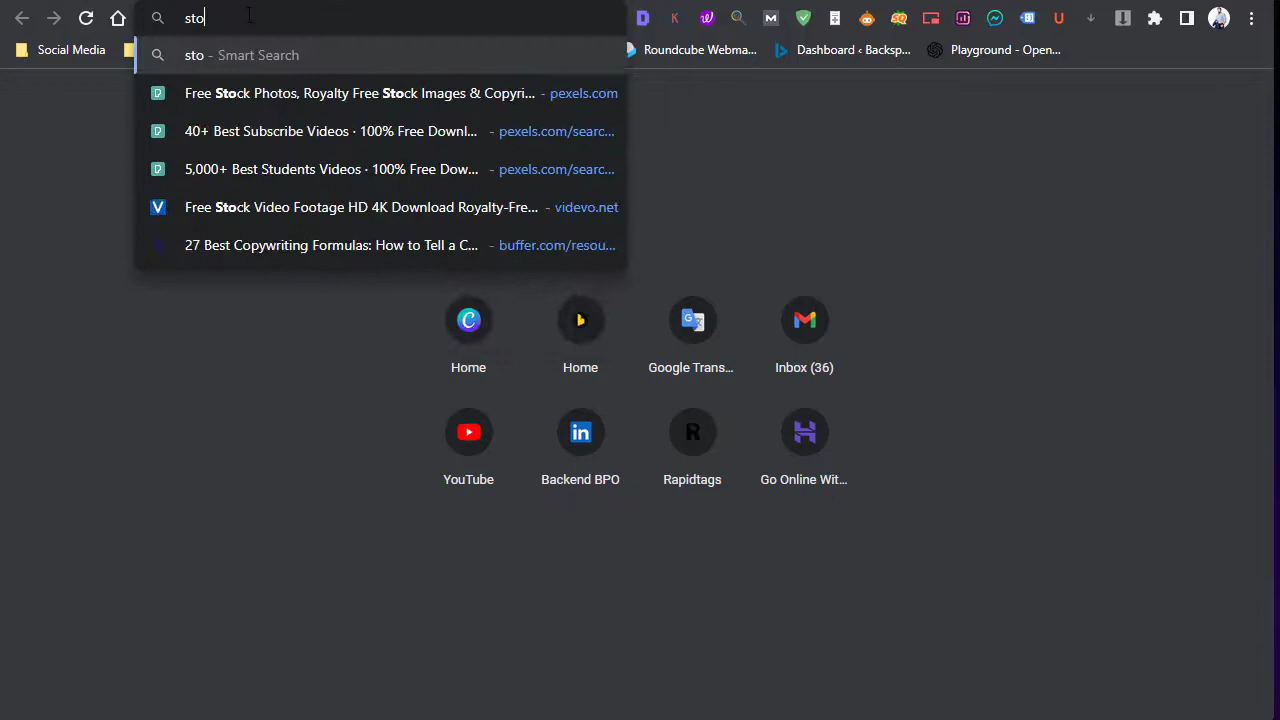 sto
sto - Smart Search
Free Stock Photos, Royalty Free Stock Images & Copyri... - pexels.com
40+ Best Subscribe Videos · 100% Free Downl... - pexels.com/searc...
5,000+ Best Students Videos · 100% Free Dow... - pexels.com/searc...
Free Stock Video Footage HD 4K Download Royalty-Fre... - videvo.net
27 Best Copywriting Formulas: How to Tell a C... - buffer.com/resou...
Social Media
Roundcube Webma...
Dashboard ‹ Backsp...
Playground - Open...
Home
Home
Google Trans...
Inbox (36)
YouTube
Backend BPO
Rapidtags
Go Online Wit...